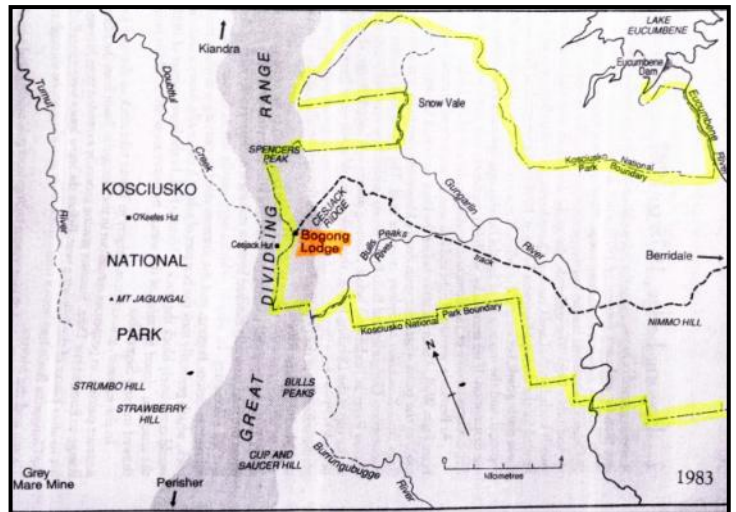 LAKE
EUCUMBENE
Kiandra
Eucumbene
Dam
Tumut
Doubtful
RANGE
Snow Vale
Eucumbene
River
Creek
SPENCERS
PEAK
Kosciusko National
Park Boundary
KOSCIUSKO
O'Keefes Hut
CESJACK
RIDGE
Gungarlin
River
River
DIVIDING
Cesjack Hut
Bogong
Lodge
Bulls Peaks
River
track
Berridale
NATIONAL
MT JAGUNGAL
NIMMO HILL
PARK
Kosciusko National Park Boundary
N
STRUMBO HILL
STRAWBERRY
HILL
GREAT
BULLS
PEAKS
CUP AND
SAUCER HILL
Burrungubugge
River
Grey
Mare Mine
Perisher
kilometres
1983